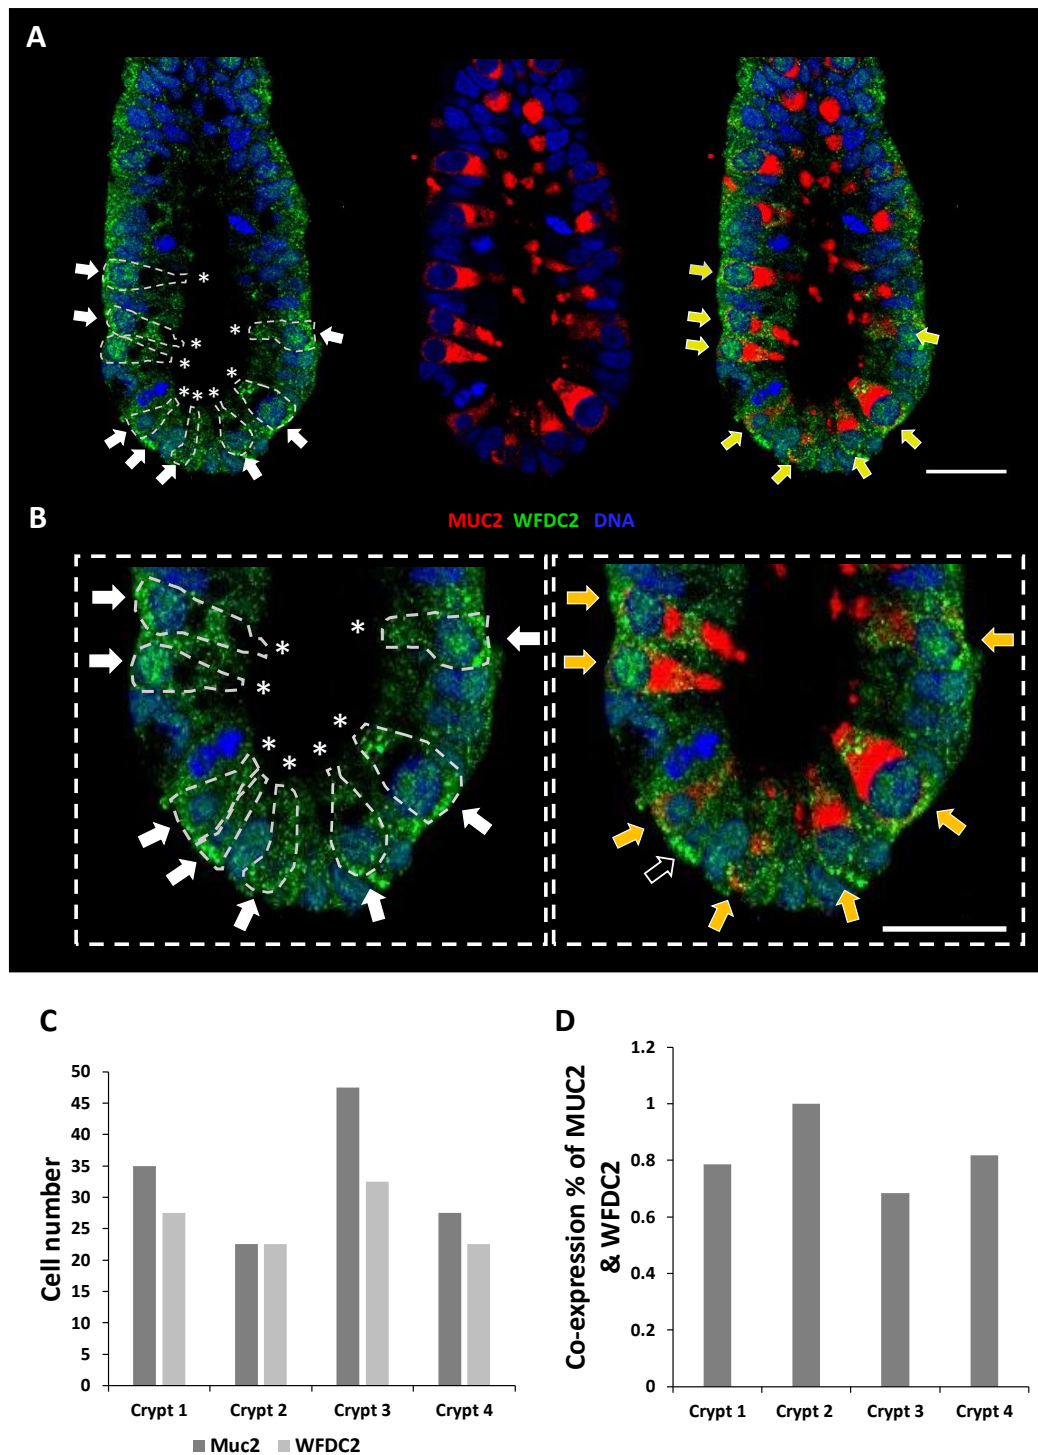 A
* * * * * * * * *
B
MUC2 WFDC2 DNA
* * * * * * * *
C
Cell number
50
45
40
35
30
25
20
15
10
5
0
Crypt 1 Crypt 2 Crypt 3 Crypt 4
Muc2 WFDC2
D
Co-expression % of MUC2
& WFDC2
1.2
1
0.8
0.6
0.4
0.2
0
Crypt 1 Crypt 2 Crypt 3 Crypt 4